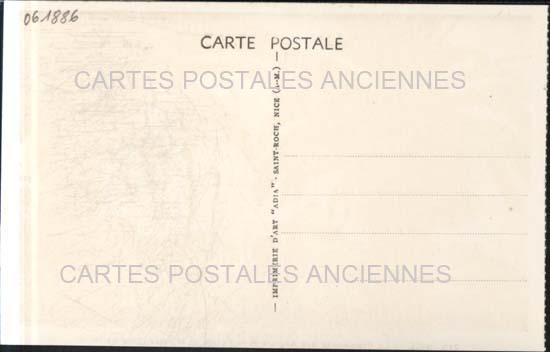 061886
CARTE POSTALE
CARTES POSTALES ANCIENNES
— IMPRIMERIE D'ART "ADIA" - SAINT-ROCH, NICE (A.-M.) —
CARTES POSTALES ANCIENNES